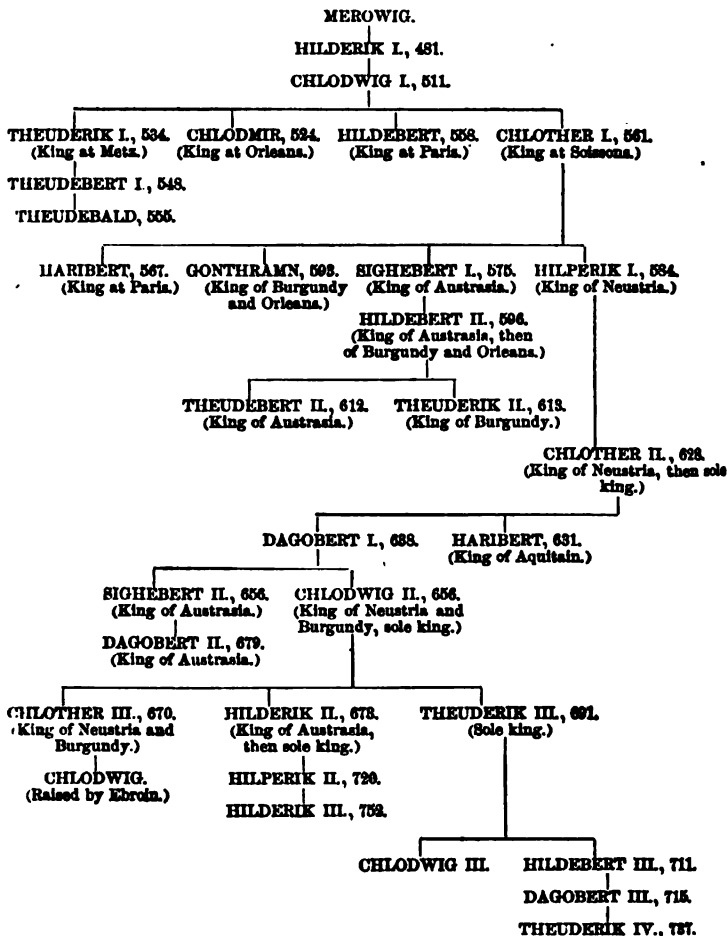 MEROWIG.
HILDERIK I., 481.
CHLODWIG I., 511.
THEUDERIK I., 534. CHLODMIR, 524. HILDEBERT, 558. CHLOTHER I., 561.
(King at Metz.) (King at Orleans.) (King at Paris.) (King at Soissons.)
THEUDEBERT I., 548.
THEUDEBALD, 555.
HARIBERT, 567. GONTHRAMN, 593. SIGHEBERT I., 575. HILPERIK I., 584.
(King at Paris.) (King of Burgundy (King of Austrasia.) (King of Neustria.)
and Orleans.)
HILDEBERT II., 596.
(King of Austrasia, then
of Burgundy and Orleans.)
THEUDEBERT II., 612. THEUDERIK II., 613.
(King of Austrasia.) (King of Burgundy.)
CHLOTHER II., 628.
(King of Neustria, then sole
king.)
DAGOBERT I., 638. HARIBERT, 631.
(King of Aquitain.)
SIGHEBERT II., 656. CHLODWIG II., 656.
(King of Austrasia.) (King of Neustria and
Burgundy, sole king.)
DAGOBERT II., 679.
(King of Austrasia.)
CHLOTHER III., 670. HILDERIK II., 673. THEUDERIK III., 691.
(King of Neustria and (King of Austrasia, (Sole king.)
Burgundy.) then sole king.)
CHLODWIG. HILPERIK II., 720.
(Raised by Ebroin.)
HILDERIK III., 752.
CHLODWIG III. HILDEBERT III., 711.
DAGOBERT III., 715.
THEUDERIK IV., 737.